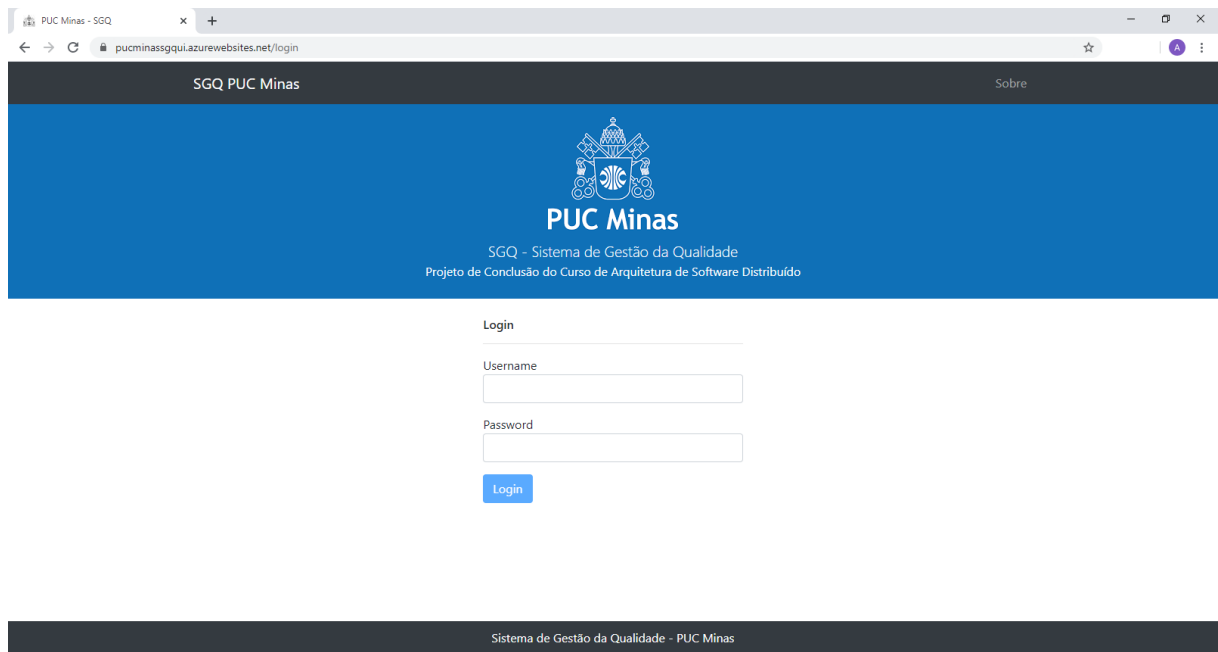 PUC Minas - SGQ
pucminassgqui.azurewebsites.net/login
A
SGQ PUC Minas
Sobre
PUC Minas
SGQ - Sistema de Gestão da Qualidade
Projeto de Conclusão do Curso de Arquitetura de Software Distribuído
Login
Username
Password
Login
Sistema de Gestão da Qualidade - PUC Minas